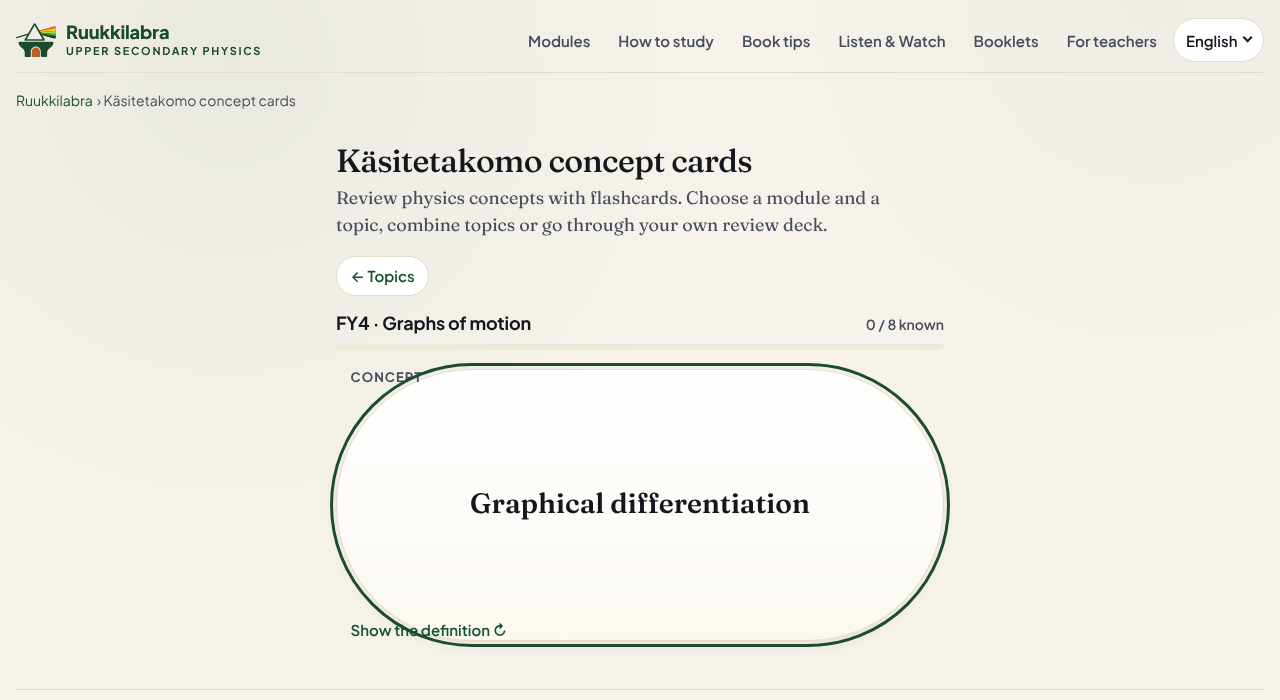 Ruukkilabra
UPPER SECONDARY PHYSICS
Modules How to study Book tips Listen & Watch Booklets For teachers English
Ruukkilabra › Käsitetakomo concept cards
Käsitetakomo concept cards
Review physics concepts with flashcards. Choose a module and a
topic, combine topics or go through your own review deck.
← Topics
FY4 · Graphs of motion 0 / 8 known
CONCEPT
Graphical differentiation
Show the definition ↻